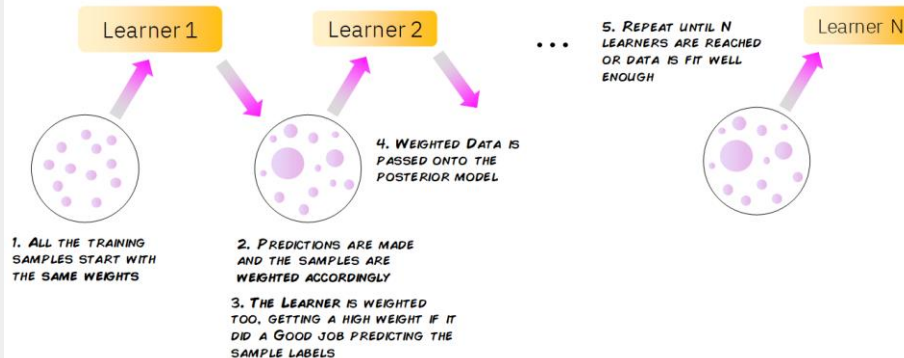 Learner 1
Learner 2
...
5. REPEAT UNTIL N
LEARNERS ARE REACHED
OR DATA IS FIT WELL
ENOUGH
Learner N
4. WEIGHTED DATA IS
PASSED ONTO THE
POSTERIOR MODEL
1. ALL THE TRAINING
SAMPLES START WITH
THE SAME WEIGHTS
2. PREDICTIONS ARE MADE
AND THE SAMPLES ARE
WEIGHTED ACCORDINGLY
3. THE LEARNER IS WEIGHTED
TOO, GETTING A HIGH WEIGHT IF IT
DID A GOOD JOB PREDICTING THE
SAMPLE LABELS